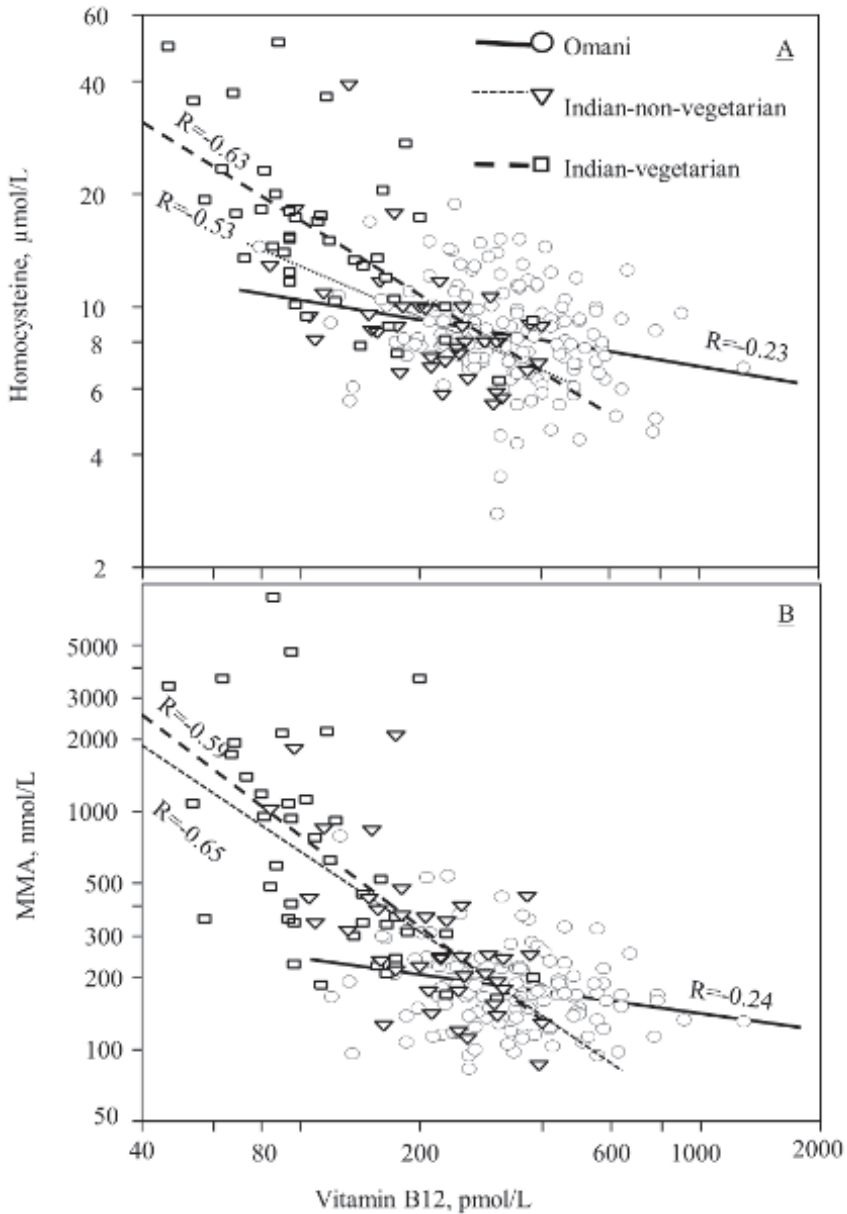 60
40
20
10
8
6
4
2
Homocysteine, µmol/L
A
Omani
Indian-non-vegetarian
Indian-vegetarian
R=-0.63
R=-0.53
R=-0.23
B
5000
3000
2000
1000
500
300
200
100
50
MMA, nmol/L
R=-0.59
R=-0.65
R=-0.24
40
80
200
400
600
1000
2000
Vitamin B12, pmol/L